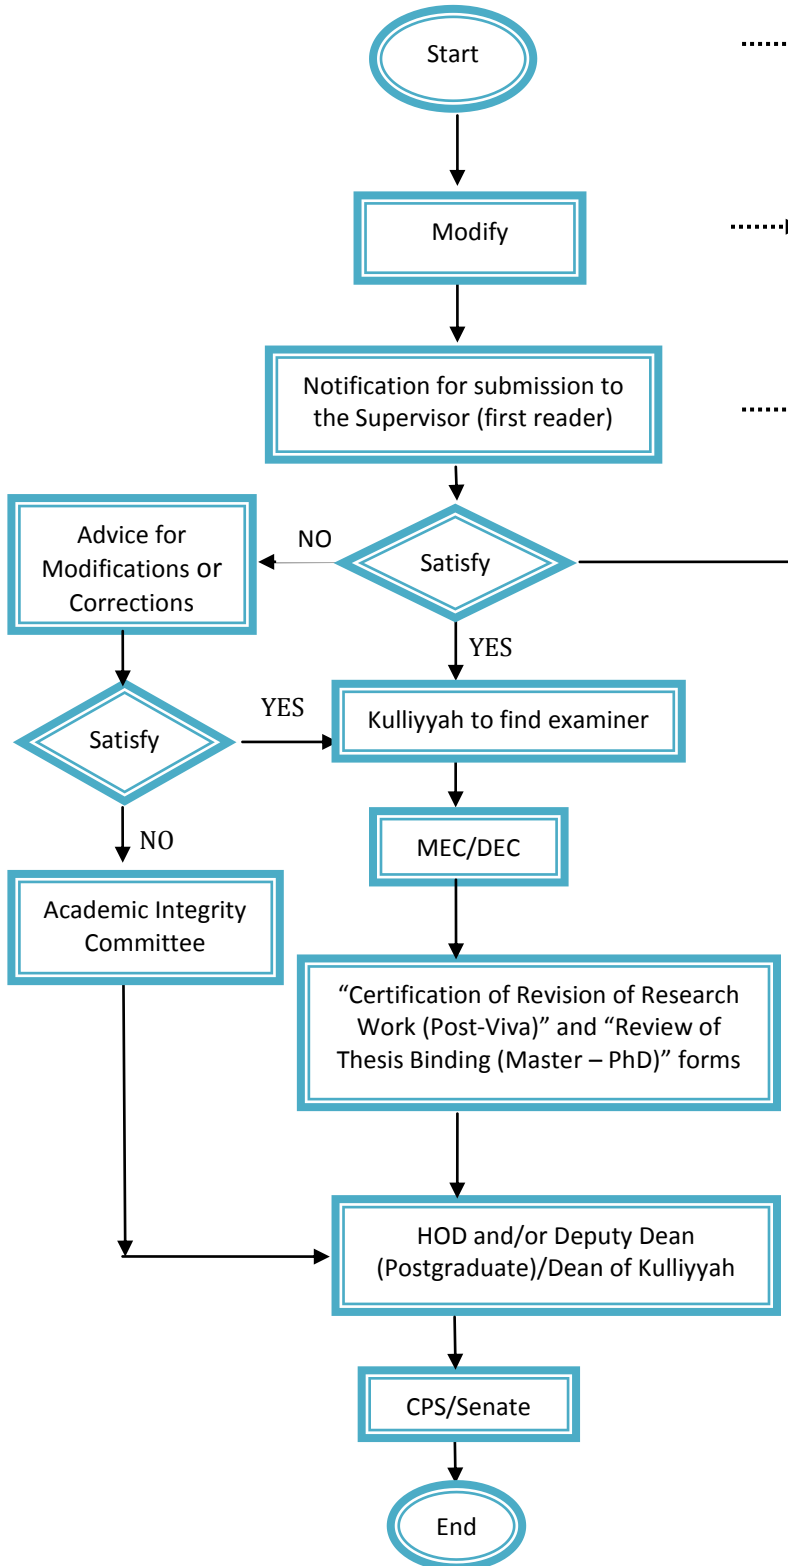 Start
Modify
Notification for submission to
the Supervisor (first reader)
Advice for
Modifications or
Corrections
NO
Satisfy
YES
Satisfy
YES
Kulliyyah to find examiner
NO
MEC/DEC
Academic Integrity
Committee
“Certification of Revision of Research
Work (Post-Viva)” and “Review of
Thesis Binding (Master – PhD)” forms
HOD and/or Deputy Dean
(Postgraduate)/Dean of Kulliyyah
CPS/Senate
End